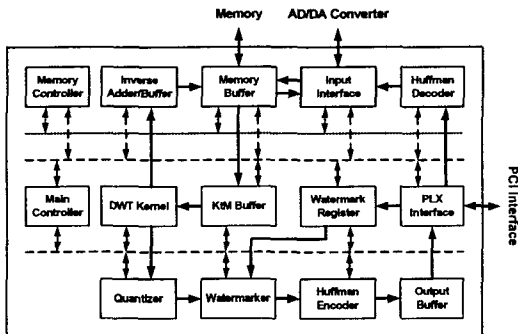 Memory
AD/DA Converter
Memory
Controller
Inverse
Adder/Buffer
Memory
Buffer
Input
Interface
Huffman
Decoder
Main
Controller
DWT Kernel
KtM Buffer
Watermark
Register
PLX
Interface
PCI Interface
Quantizer
Watermarker
Huffman
Encoder
Output
Buffer